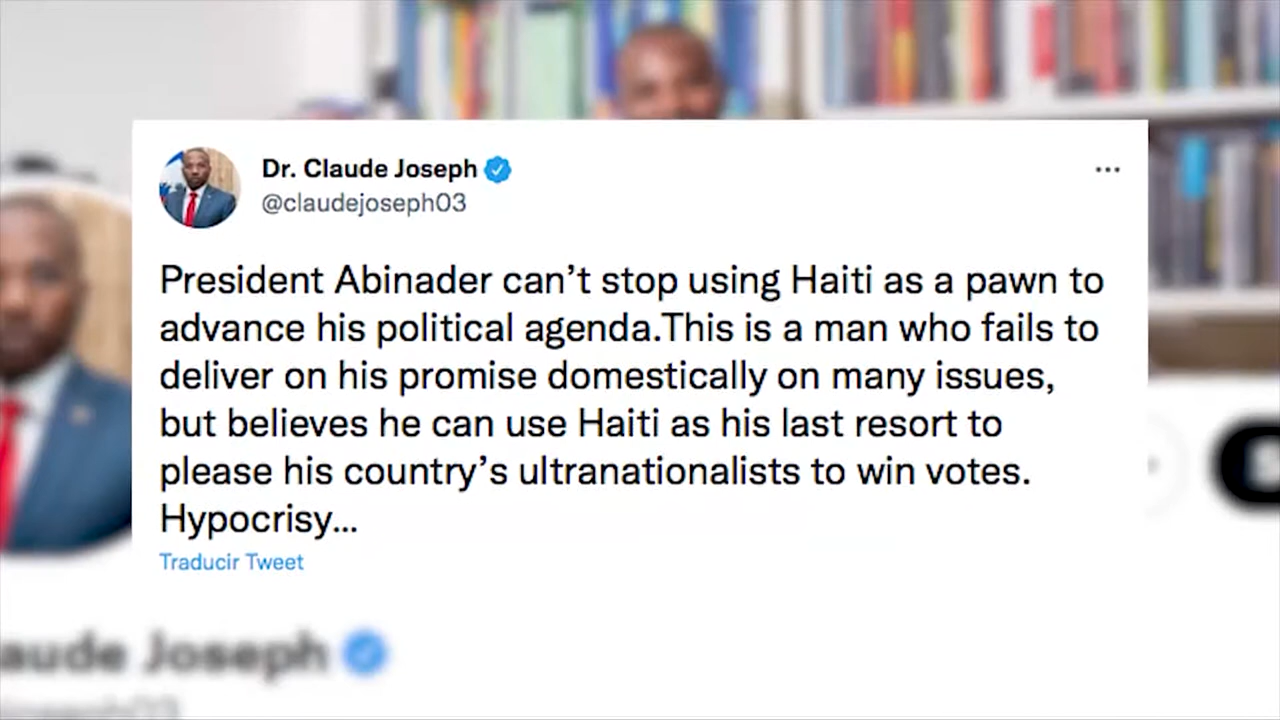 Dr. Claude Joseph
@claudejoseph03
President Abinader can’t stop using Haiti as a pawn to
advance his political agenda.This is a man who fails to
deliver on his promise domestically on many issues,
but believes he can use Haiti as his last resort to
please his country’s ultranationalists to win votes.
Hypocrisy...
Traducir Tweet
aude Joseph